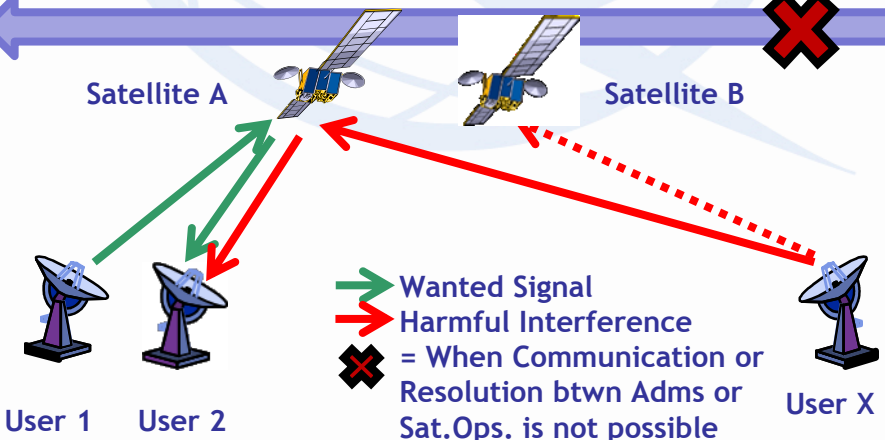 Satellite A
Satellite B
Wanted Signal
Harmful Interference
= When Communication or
Resolution btwn Adms or
Sat.Ops. is not possible
User 1
User 2
User X